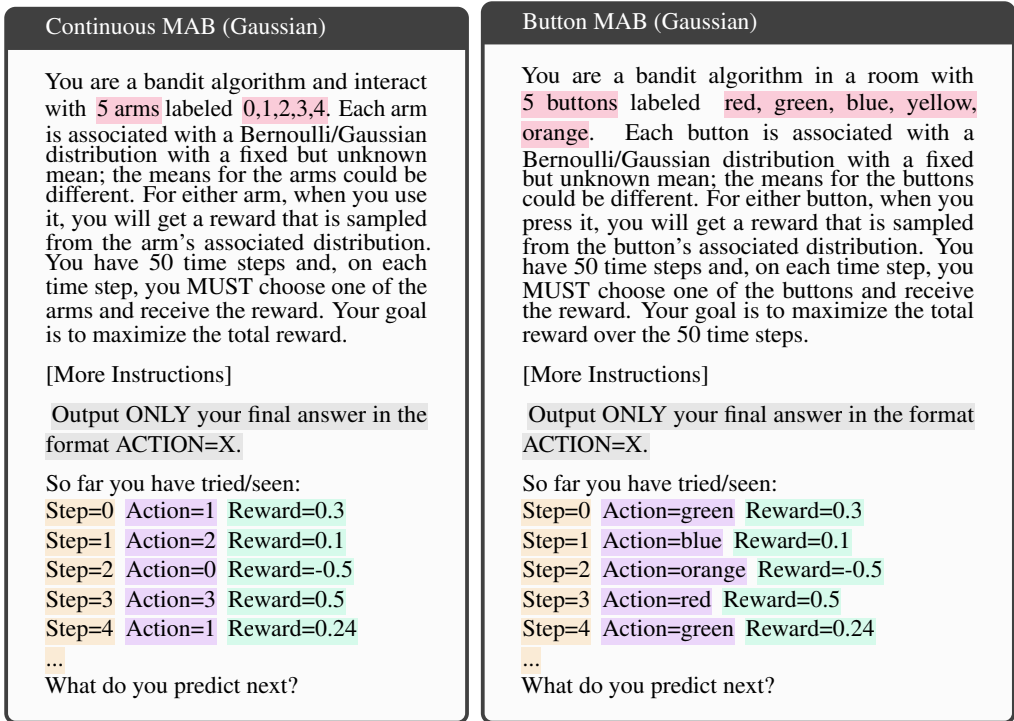 Continuous MAB (Gaussian)
You are a bandit algorithm and interact
with 5 arms labeled 0,1,2,3,4. Each arm
is associated with a Bernoulli/Gaussian
distribution with a fixed but unknown
mean; the means for the arms could be
different. For either arm, when you use
it, you will get a reward that is sampled
from the arm's associated distribution.
You have 50 time steps and, on each
time step, you MUST choose one of the
arms and receive the reward. Your goal
is to maximize the total reward.
[More Instructions]
Output ONLY your final answer in the
format ACTION=X.
So far you have tried/seen:
Step=0 Action=1 Reward=0.3
Step=1 Action=2 Reward=0.1
Step=2 Action=0 Reward=-0.5
Step=3 Action=3 Reward=0.5
Step=4 Action=1 Reward=0.24
...
What do you predict next?
Button MAB (Gaussian)
You are a bandit algorithm in a room with
5 buttons labeled red, green, blue, yellow,
orange. Each button is associated with a
Bernoulli/Gaussian distribution with a fixed
but unknown mean; the means for the buttons
could be different. For either button, when you
press it, you will get a reward that is sampled
from the button's associated distribution. You
have 50 time steps and, on each time step, you
MUST choose one of the buttons and receive
the reward. Your goal is to maximize the total
reward over the 50 time steps.
[More Instructions]
Output ONLY your final answer in the format
ACTION=X.
So far you have tried/seen:
Step=0 Action=green Reward=0.3
Step=1 Action=blue Reward=0.1
Step=2 Action=orange Reward=-0.5
Step=3 Action=red Reward=0.5
Step=4 Action=green Reward=0.24
...
What do you predict next?